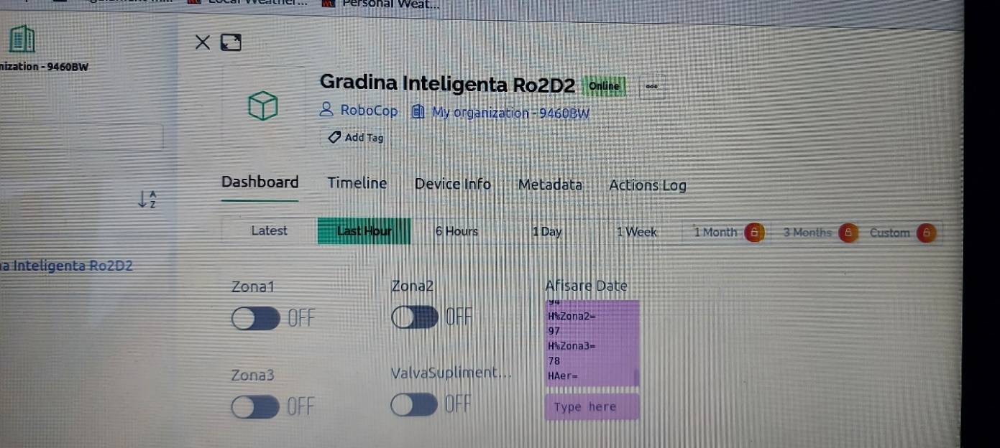 Local Weather...
Personal Weat...
nization - 9460BW
Gradina Inteligenta Ro2D2 Online
RoboCop My organization - 9460BW
Add Tag
Dashboard Timeline Device Info Metadata Actions Log
A
Z
Latest Last Hour 6 Hours 1 Day 1 Week 1 Month 3 Months Custom
a Inteligenta Ro2D2
Zona1
OFF
Zona2
OFF
Afisare Date
94
H%Zona2=
97
H%Zona3=
78
HAer=
Type here
Zona3
OFF
ValvaSupliment...
OFF